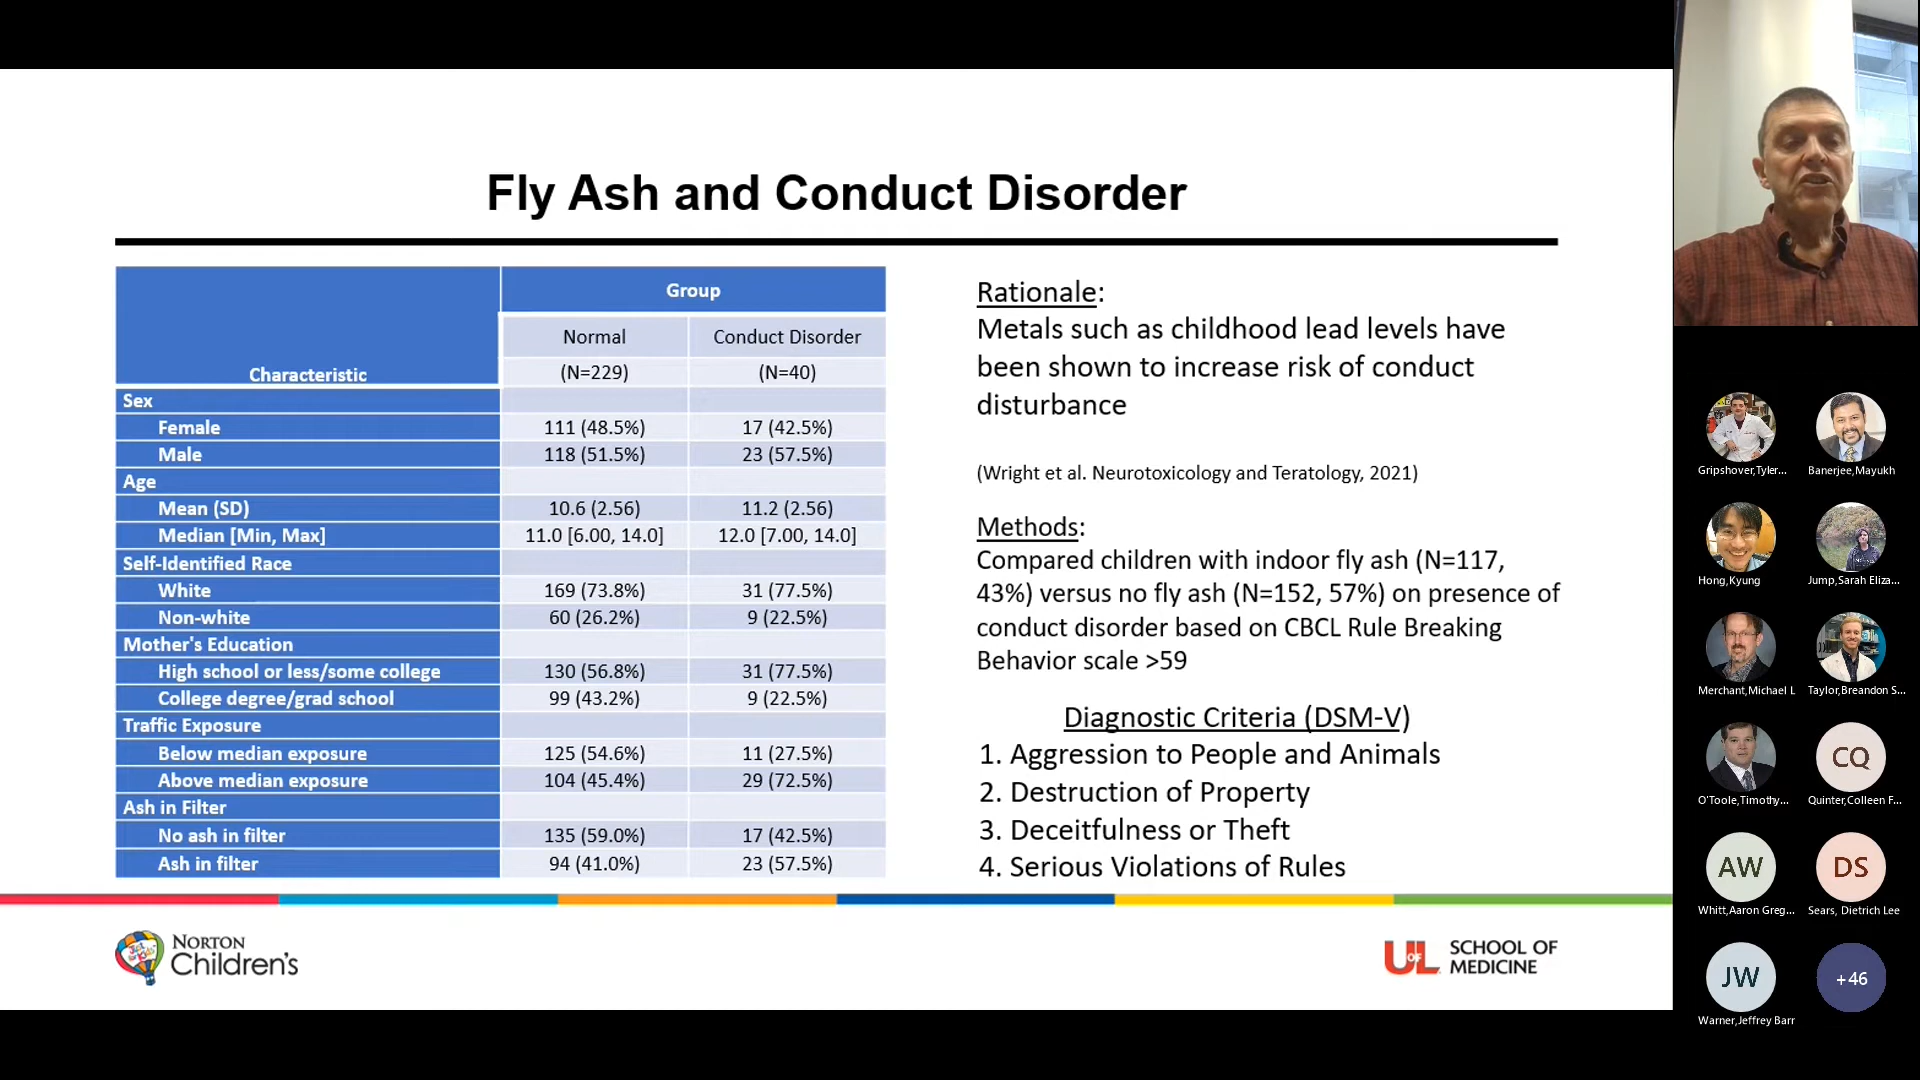 Fly Ash and Conduct Disorder
Characteristic
Group
Normal Conduct Disorder
(N=229) (N=40)
Sex
Female 111 (48.5%) 17 (42.5%)
Male 118 (51.5%) 23 (57.5%)
Age
Mean (SD) 10.6 (2.56) 11.2 (2.56)
Median [Min, Max] 11.0 [6.00, 14.0] 12.0 [7.00, 14.0]
Self-Identified Race
White 169 (73.8%) 31 (77.5%)
Non-white 60 (26.2%) 9 (22.5%)
Mother's Education
High school or less/some college 130 (56.8%) 31 (77.5%)
College degree/grad school 99 (43.2%) 9 (22.5%)
Traffic Exposure
Below median exposure 125 (54.6%) 11 (27.5%)
Above median exposure 104 (45.4%) 29 (72.5%)
Ash in Filter
No ash in filter 135 (59.0%) 17 (42.5%)
Ash in filter 94 (41.0%) 23 (57.5%)
Rationale:
Metals such as childhood lead levels have
been shown to increase risk of conduct
disturbance
(Wright et al. Neurotoxicology and Teratology, 2021)
Methods:
Compared children with indoor fly ash (N=117,
43%) versus no fly ash (N=152, 57%) on presence of
conduct disorder based on CBCL Rule Breaking
Behavior scale >59
Diagnostic Criteria (DSM-V)
1. Aggression to People and Animals
2. Destruction of Property
3. Deceitfulness or Theft
4. Serious Violations of Rules
Just for Kids
NORTON
Children's
UofL
SCHOOL OF
MEDICINE
Gripshover,Tyler... Banerjee,Mayukh
Hong,Kyung Jump,Sarah Eliza...
Merchant,Michael L Taylor,Breandon S...
CQ
O'Toole,Timothy... Quinter,Colleen F...
AW DS
Whitt,Aaron Greg... Sears, Dietrich Lee
JW +46
Warner,Jeffrey Barr